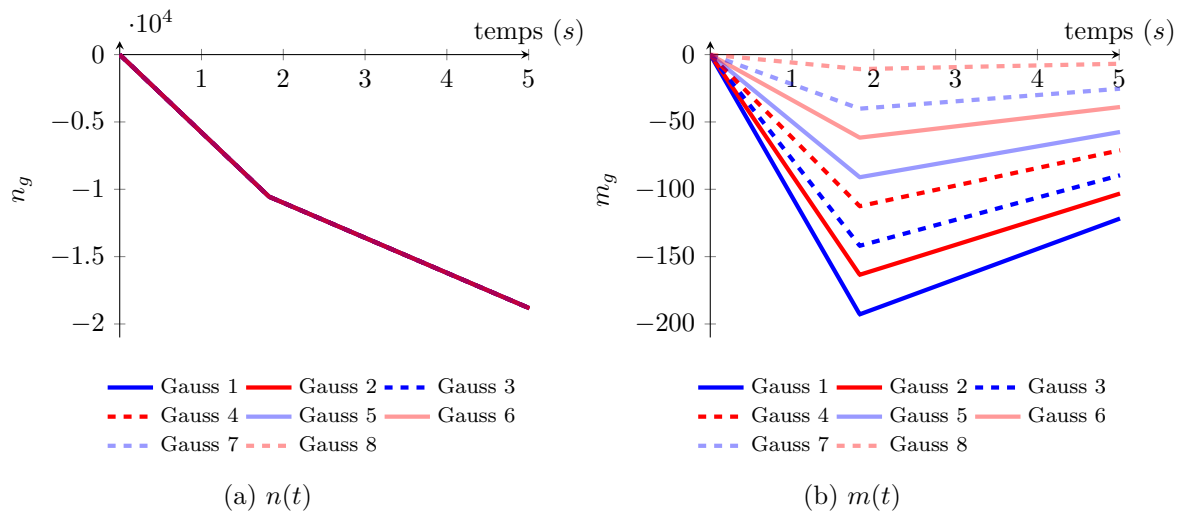 ·10⁴
temps (s)
0
1 2 3 4 5
−0.5
−1
−1.5
−2
n_g
Gauss 1 Gauss 2 Gauss 3
Gauss 4 Gauss 5 Gauss 6
Gauss 7 Gauss 8
(a) n(t)
temps (s)
0
1 2 3 4 5
−50
−100
−150
−200
m_g
Gauss 1 Gauss 2 Gauss 3
Gauss 4 Gauss 5 Gauss 6
Gauss 7 Gauss 8
(b) m(t)